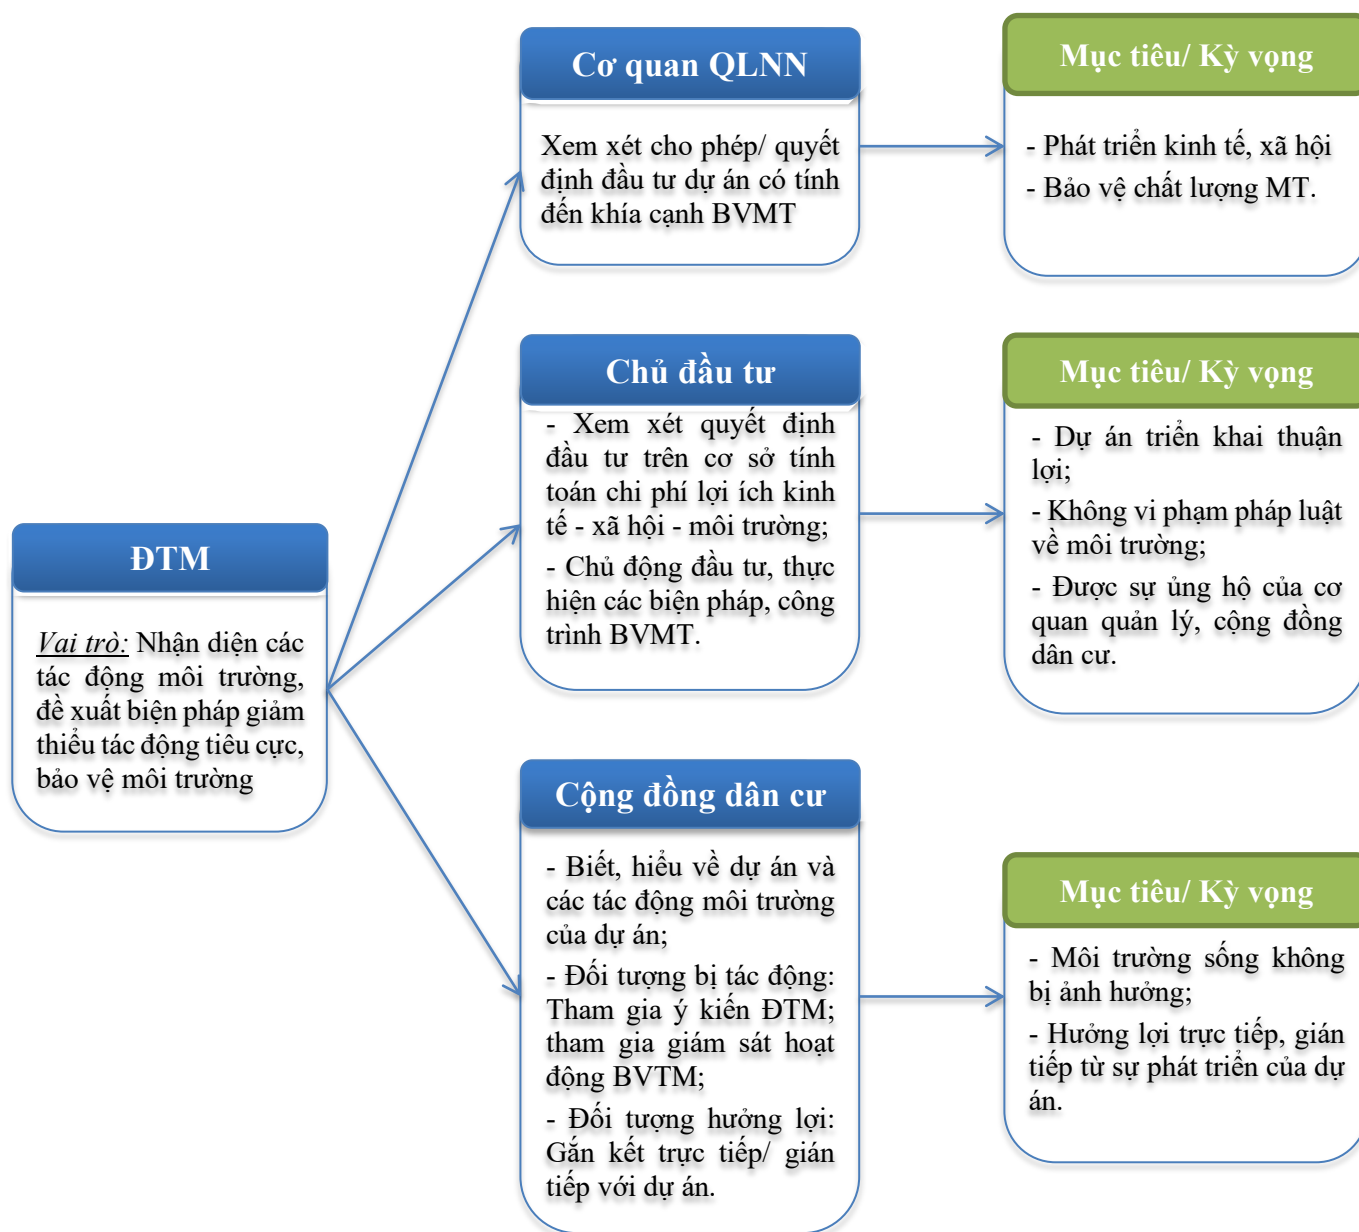 ĐTM
Vai trò: Nhận diện các
tác động môi trường,
đề xuất biện pháp giảm
thiểu tác động tiêu cực,
bảo vệ môi trường
Cơ quan QLNN
Xem xét cho phép/ quyết
định đầu tư dự án có tính
đến khía cạnh BVMT
Mục tiêu/ Kỳ vọng
- Phát triển kinh tế, xã hội
- Bảo vệ chất lượng MT.
Chủ đầu tư
- Xem xét quyết định
đầu tư trên cơ sở tính
toán chi phí lợi ích kinh
tế - xã hội - môi trường;
- Chủ động đầu tư, thực
hiện các biện pháp, công
trình BVMT.
Mục tiêu/ Kỳ vọng
- Dự án triển khai thuận
lợi;
- Không vi phạm pháp luật
về môi trường;
- Được sự ủng hộ của cơ
quan quản lý, cộng đồng
dân cư.
Cộng đồng dân cư
- Biết, hiểu về dự án và
các tác động môi trường
của dự án;
- Đối tượng bị tác động:
Tham gia ý kiến ĐTM;
tham gia giám sát hoạt
động BVTM;
- Đối tượng hưởng lợi:
Gắn kết trực tiếp/ gián
tiếp với dự án.
Mục tiêu/ Kỳ vọng
- Môi trường sống không
bị ảnh hưởng;
- Hưởng lợi trực tiếp, gián
tiếp từ sự phát triển của dự
án.